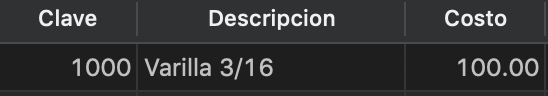 Clave Descripcion Costo
1000 Varilla 3/16 100.00